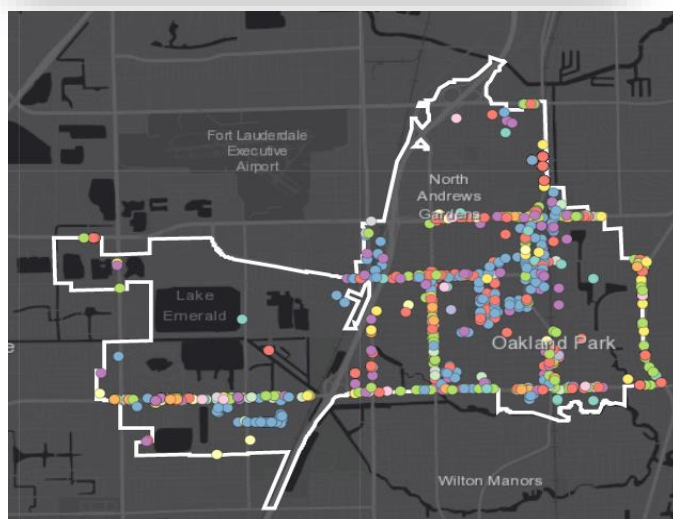 Fort Lauderdale
Executive
Airport
North
Andrews
Gardens
Lake
Emerald
e
Oakland Park
Wilton Manors